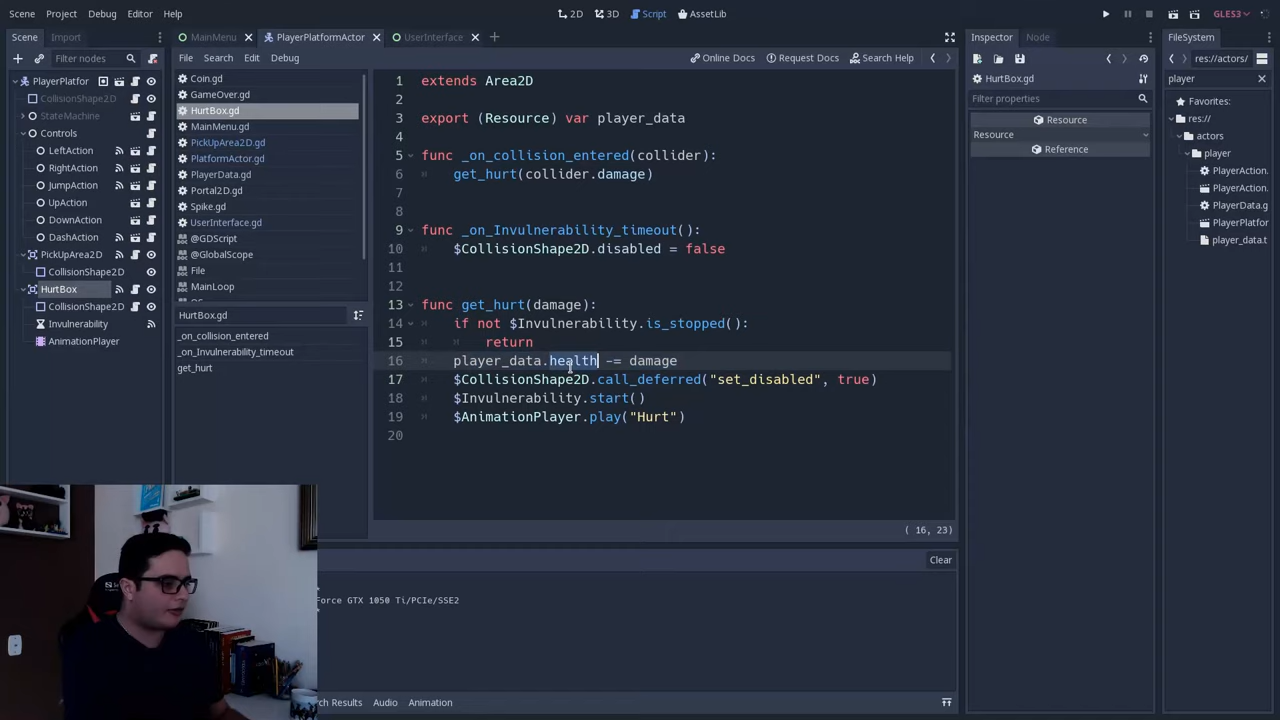 Scene Project Debug Editor Help
2D 3D Script AssetLib
GLES3
Scene Import
MainMenu PlayerPlatformActor UserInterface
Inspector Node
FileSystem
Filter nodes
File Search Edit Debug
Online Docs Request Docs Search Help
res://actors/
PlayerPlatfor
CollisionShape2D
StateMachine
Controls
LeftAction
RightAction
JumpAction
UpAction
DownAction
DashAction
PickUpArea2D
CollisionShape2D
HurtBox
CollisionShape2D
Invulnerability
AnimationPlayer
Coin.gd
GameOver.gd
HurtBox.gd
MainMenu.gd
PickUpArea2D.gd
PlatformActor.gd
PlayerData.gd
Portal2D.gd
Spike.gd
UserInterface.gd
@GDScript
@GlobalScope
File
MainLoop
OS
HurtBox.gd
_on_collision_entered
_on_Invulnerability_timeout
get_hurt
1 extends Area2D
2
3 export (Resource) var player_data
4
5 func _on_collision_entered(collider):
6 get_hurt(collider.damage)
7
8
9 func _on_Invulnerability_timeout():
10 $CollisionShape2D.disabled = false
11
12
13 func get_hurt(damage):
14 if not $Invulnerability.is_stopped():
15 return
16 player_data.health -= damage
17 $CollisionShape2D.call_deferred("set_disabled", true)
18 $Invulnerability.start()
19 $AnimationPlayer.play("Hurt")
20
( 16, 23)
Clear
Force GTX 1050 Ti/PCIe/SSE2
rch Results Audio Animation
HurtBox.gd
Filter properties
Resource
Resource
Reference
player
Favorites:
res://
actors
player
PlayerAction.
PlayerAction.
PlayerData.g
PlayerPlatfor
player_data.t